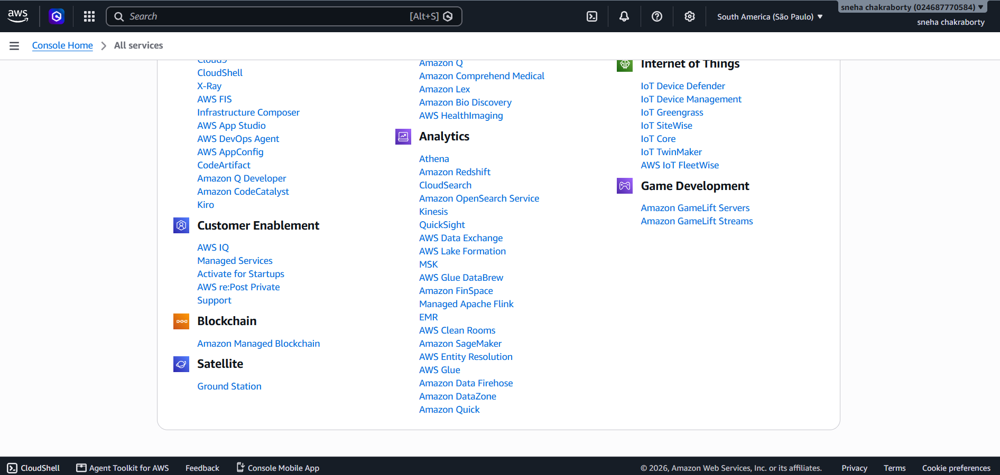 aws
Search
[Alt+S]
South America (São Paulo)
sneha chakraborty (024687770584)
sneha chakraborty
Console Home
All services
Cloud9
CloudShell
X-Ray
AWS FIS
Infrastructure Composer
AWS App Studio
AWS DevOps Agent
AWS AppConfig
CodeArtifact
Amazon Q Developer
Amazon CodeCatalyst
Kiro
Customer Enablement
AWS IQ
Managed Services
Activate for Startups
AWS re:Post Private
Support
Blockchain
Amazon Managed Blockchain
Satellite
Ground Station
Amazon Q
Amazon Comprehend Medical
Amazon Lex
Amazon Bio Discovery
AWS HealthImaging
Analytics
Athena
Amazon Redshift
CloudSearch
Amazon OpenSearch Service
Kinesis
QuickSight
AWS Data Exchange
AWS Lake Formation
MSK
AWS Glue DataBrew
Amazon FinSpace
Managed Apache Flink
EMR
AWS Clean Rooms
Amazon SageMaker
AWS Entity Resolution
AWS Glue
Amazon Data Firehose
Amazon DataZone
Amazon Quick
Internet of Things
IoT Device Defender
IoT Device Management
IoT Greengrass
IoT SiteWise
IoT Core
IoT TwinMaker
AWS IoT FleetWise
Game Development
Amazon GameLift Servers
Amazon GameLift Streams
CloudShell
Agent Toolkit for AWS
Feedback
Console Mobile App
© 2026, Amazon Web Services, Inc. or its affiliates.
Privacy
Terms
Cookie preferences